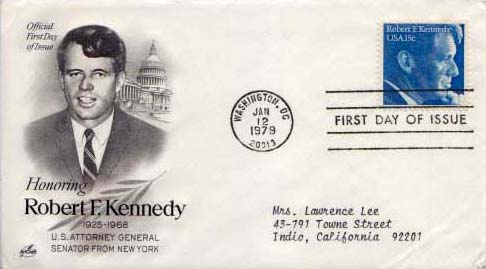 Official
First Day
of Issue
Honoring
Robert F. Kennedy
1925-1968
U.S. ATTORNEY GENERAL
SENATOR FROM NEW YORK
WASHINGTON, DC
JAN
12
1979
20013
Robert F. Kennedy
USA 15c
FIRST DAY OF ISSUE
Mrs. Lawrence Lee
43-791 Towne Street
Indio, California 92201